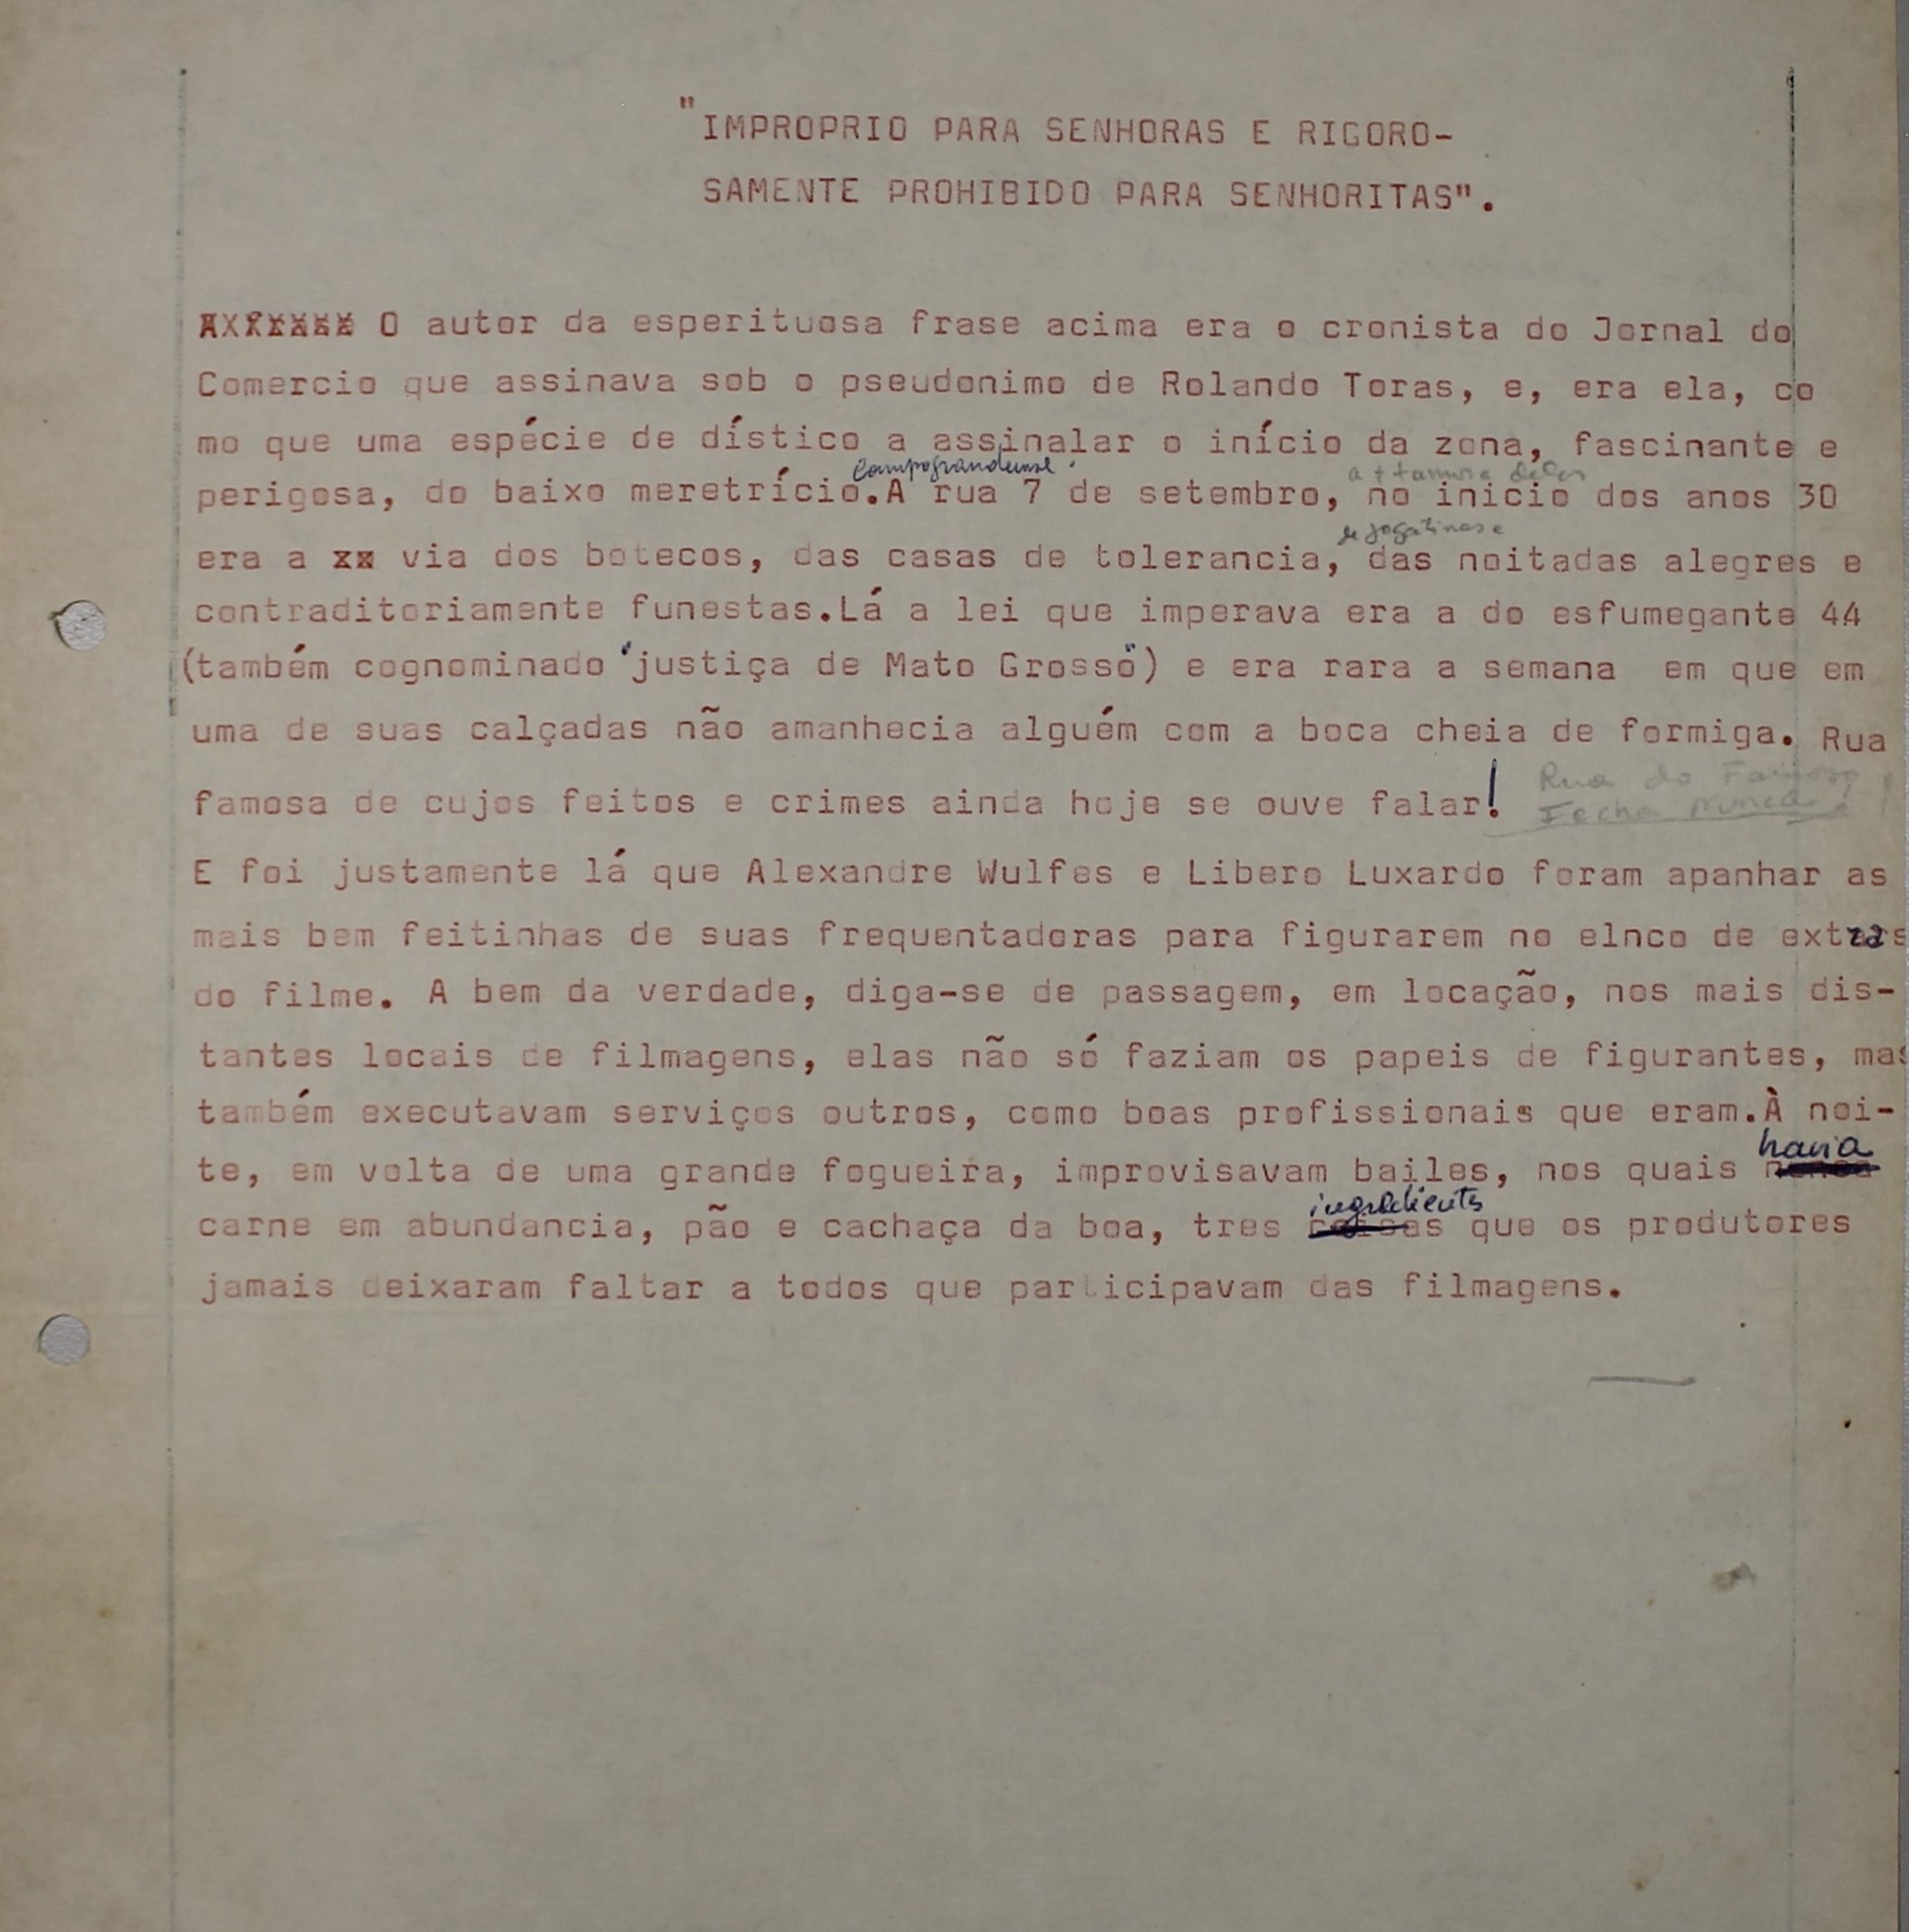 "IMPROPRIO PARA SENHORAS E RIGORO-
SAMENTE PROHIBIDO PARA SENHORITAS".
O autor da esperituosa frase acima era o cronista do Jornal do
Comercio que assinava sob o pseudonimo de Rolando Toras, e, era ela, co
mo que uma espécie de dístico a assinalar o início da zona, fascinante e
campograndense.
perigosa, do baixo meretrício.A rua 7 de setembro, no inicio dos anos 30
de jogatinas e
era a xx via dos botecos, das casas de tolerancia, das noitadas alegres e
contraditoriamente funestas.Lá a lei que imperava era a do esfumegante 44
(também cognominado "justiça de Mato Grosso") e era rara a semana em que em
uma de suas calçadas não amanhecia alguém com a boca cheia de formiga. Rua
famosa de cujos feitos e crimes ainda hoje se ouve falar! Rua do Famoso
Fecha Nunca!
E foi justamente lá que Alexandre Wulfes e Libero Luxardo foram apanhar as
mais bem feitinhas de suas frequentadoras para figurarem no elnco de extras
do filme. A bem da verdade, diga-se de passagem, em locação, nos mais dis-
tantes locais de filmagens, elas não só faziam os papeis de figurantes, mas
também executavam serviços outros, como boas profissionais que eram.À noi-
havia
te, em volta de uma grande fogueira, improvisavam bailes, nos quais
ingredientes
carne em abundancia, pão e cachaça da boa, tres coisas que os produtores
jamais deixaram faltar a todos que participavam das filmagens.